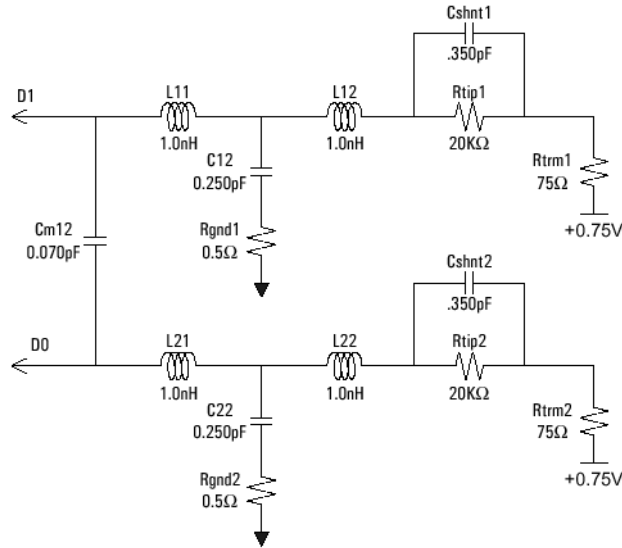 Cshnt1
.350pF
D1
L11
1.0nH
L12
1.0nH
Rtip1
20KΩ
C12
0.250pF
Rtrm1
75Ω
+0.75V
Rgnd1
0.5Ω
Cm12
0.070pF
Cshnt2
.350pF
D0
L21
1.0nH
L22
1.0nH
Rtip2
20KΩ
C22
0.250pF
Rtrm2
75Ω
+0.75V
Rgnd2
0.5Ω